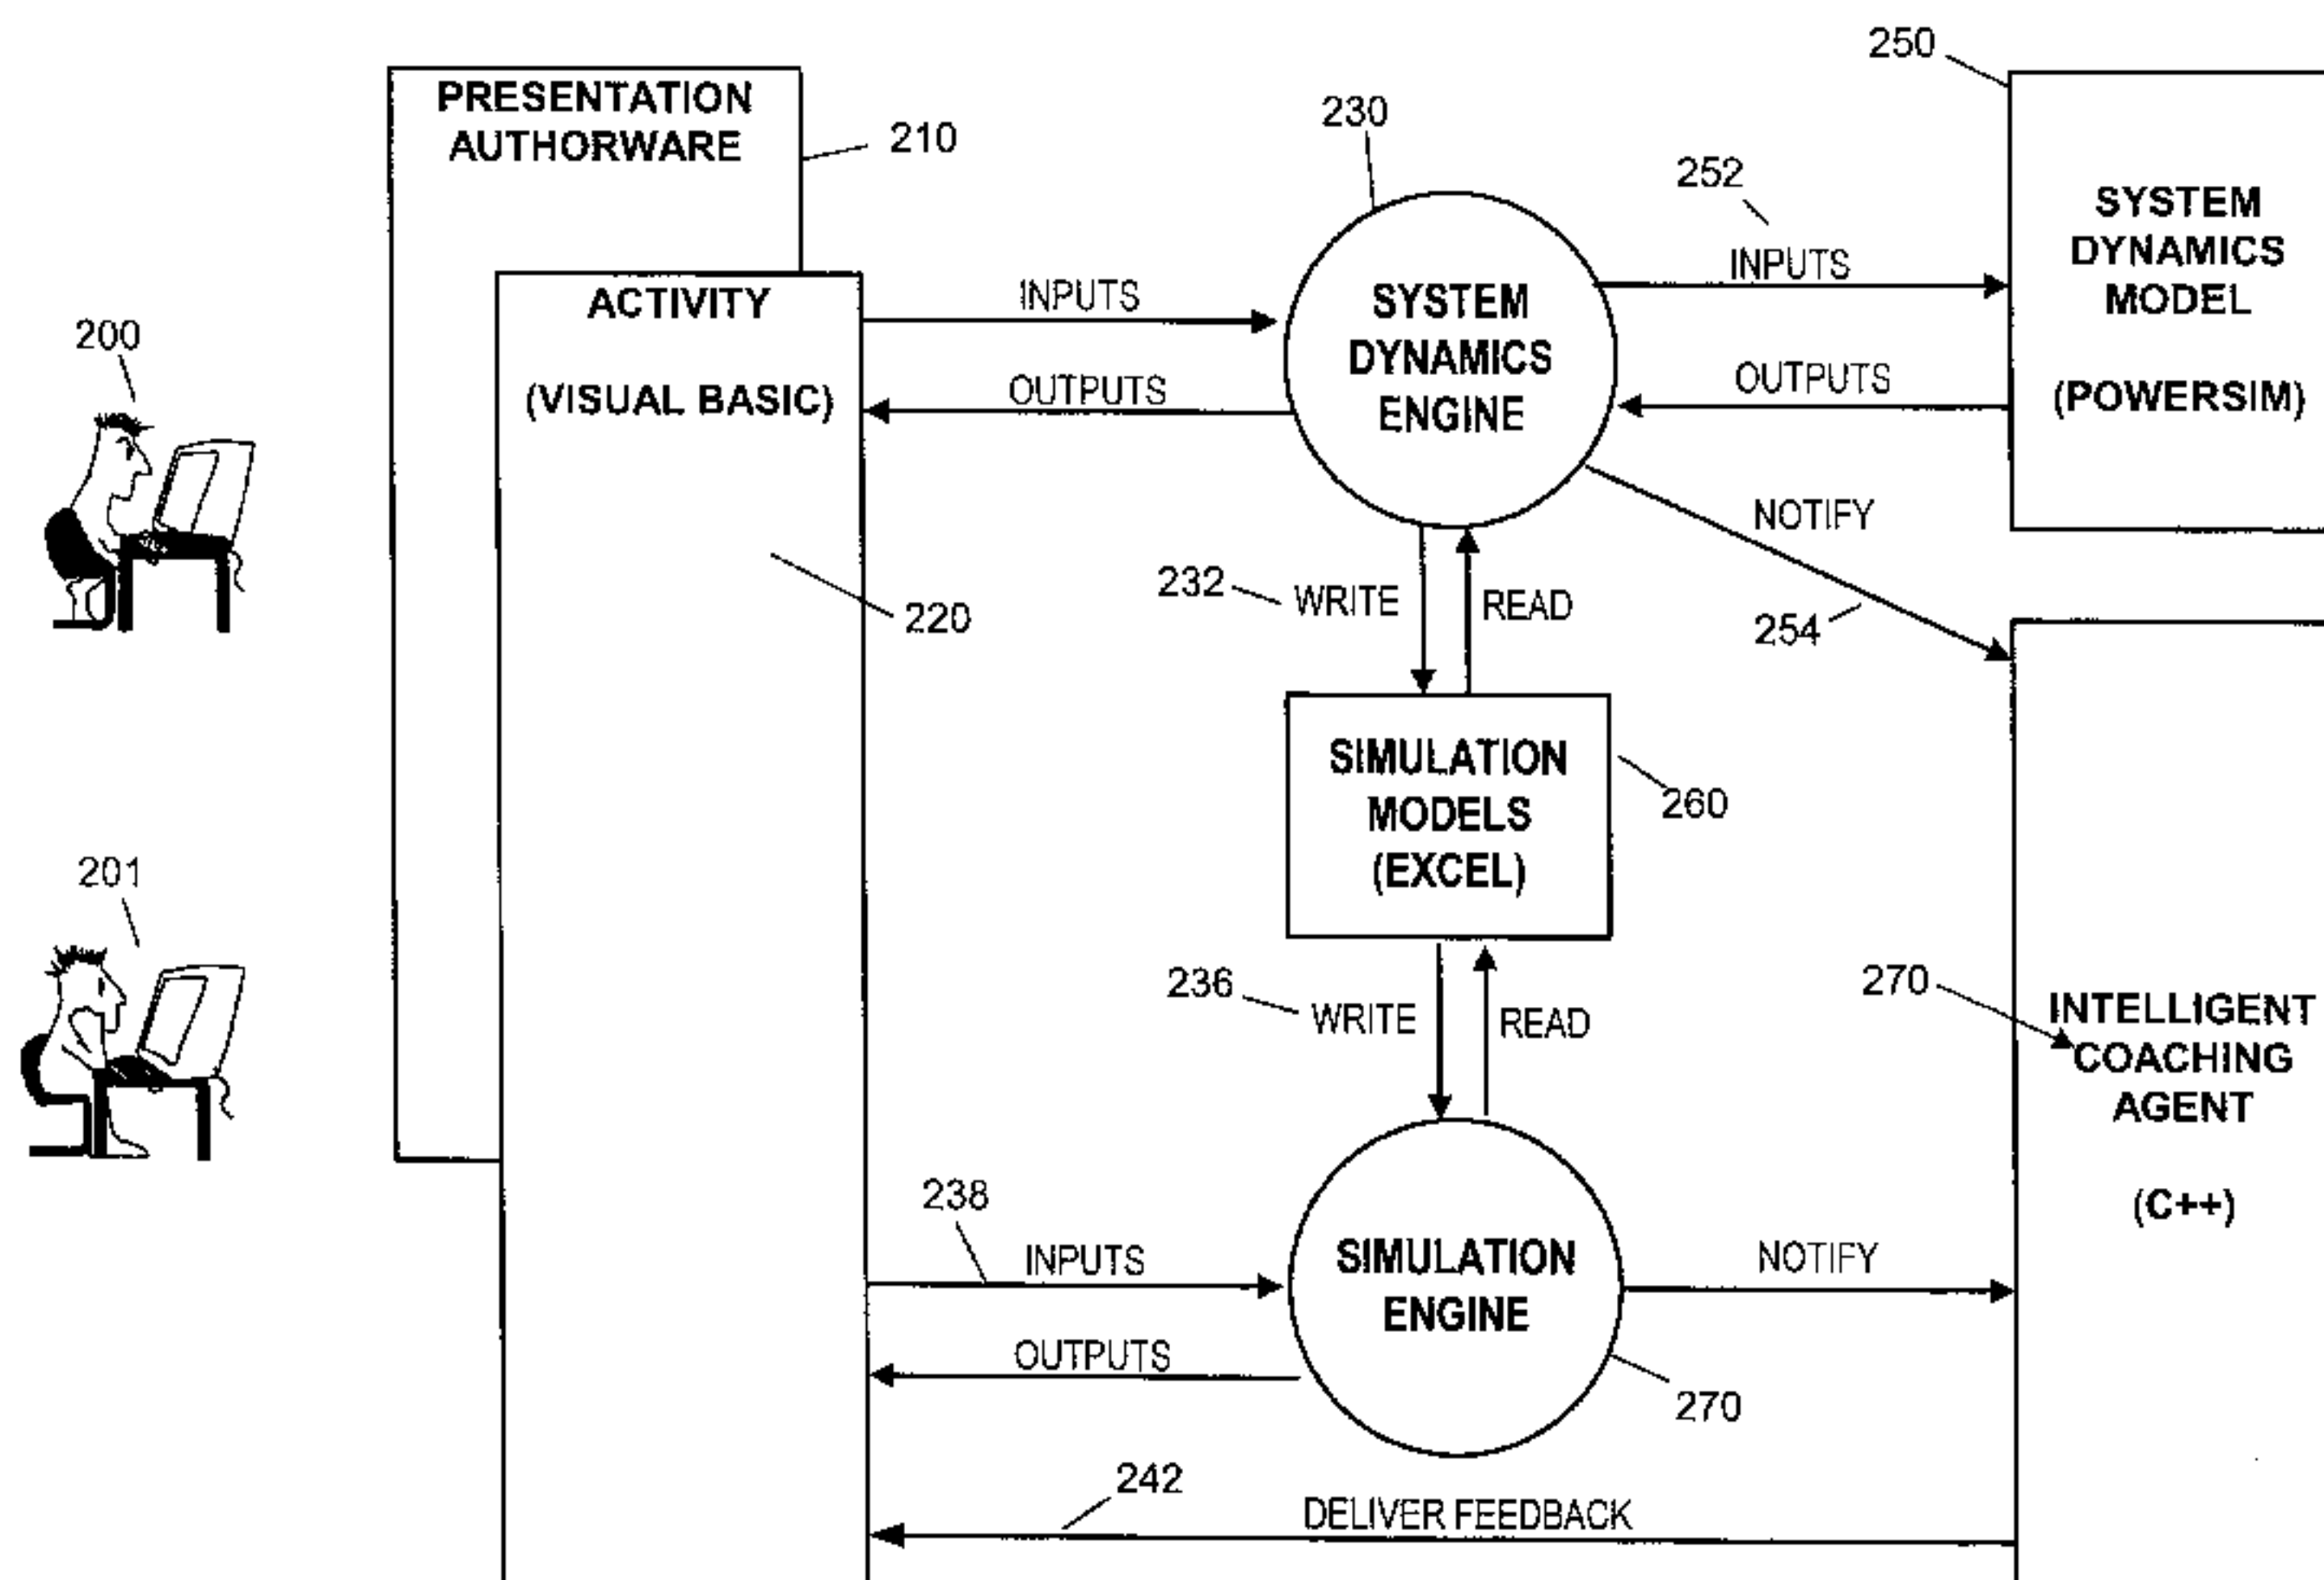 250
PRESENTATION
AUTHORWARE
210
230
252
SYSTEM
DYNAMICS
MODEL
(POWERSIM)
INPUTS
OUTPUTS
ACTIVITY
(VISUAL BASIC)
INPUTS
OUTPUTS
SYSTEM
DYNAMICS
ENGINE
200
NOTIFY
254
232
WRITE
READ
220
SIMULATION
MODELS
(EXCEL)
260
201
236
WRITE
READ
270
INTELLIGENT
COACHING
AGENT
(C++)
238
INPUTS
OUTPUTS
SIMULATION
ENGINE
NOTIFY
270
242
DELIVER FEEDBACK